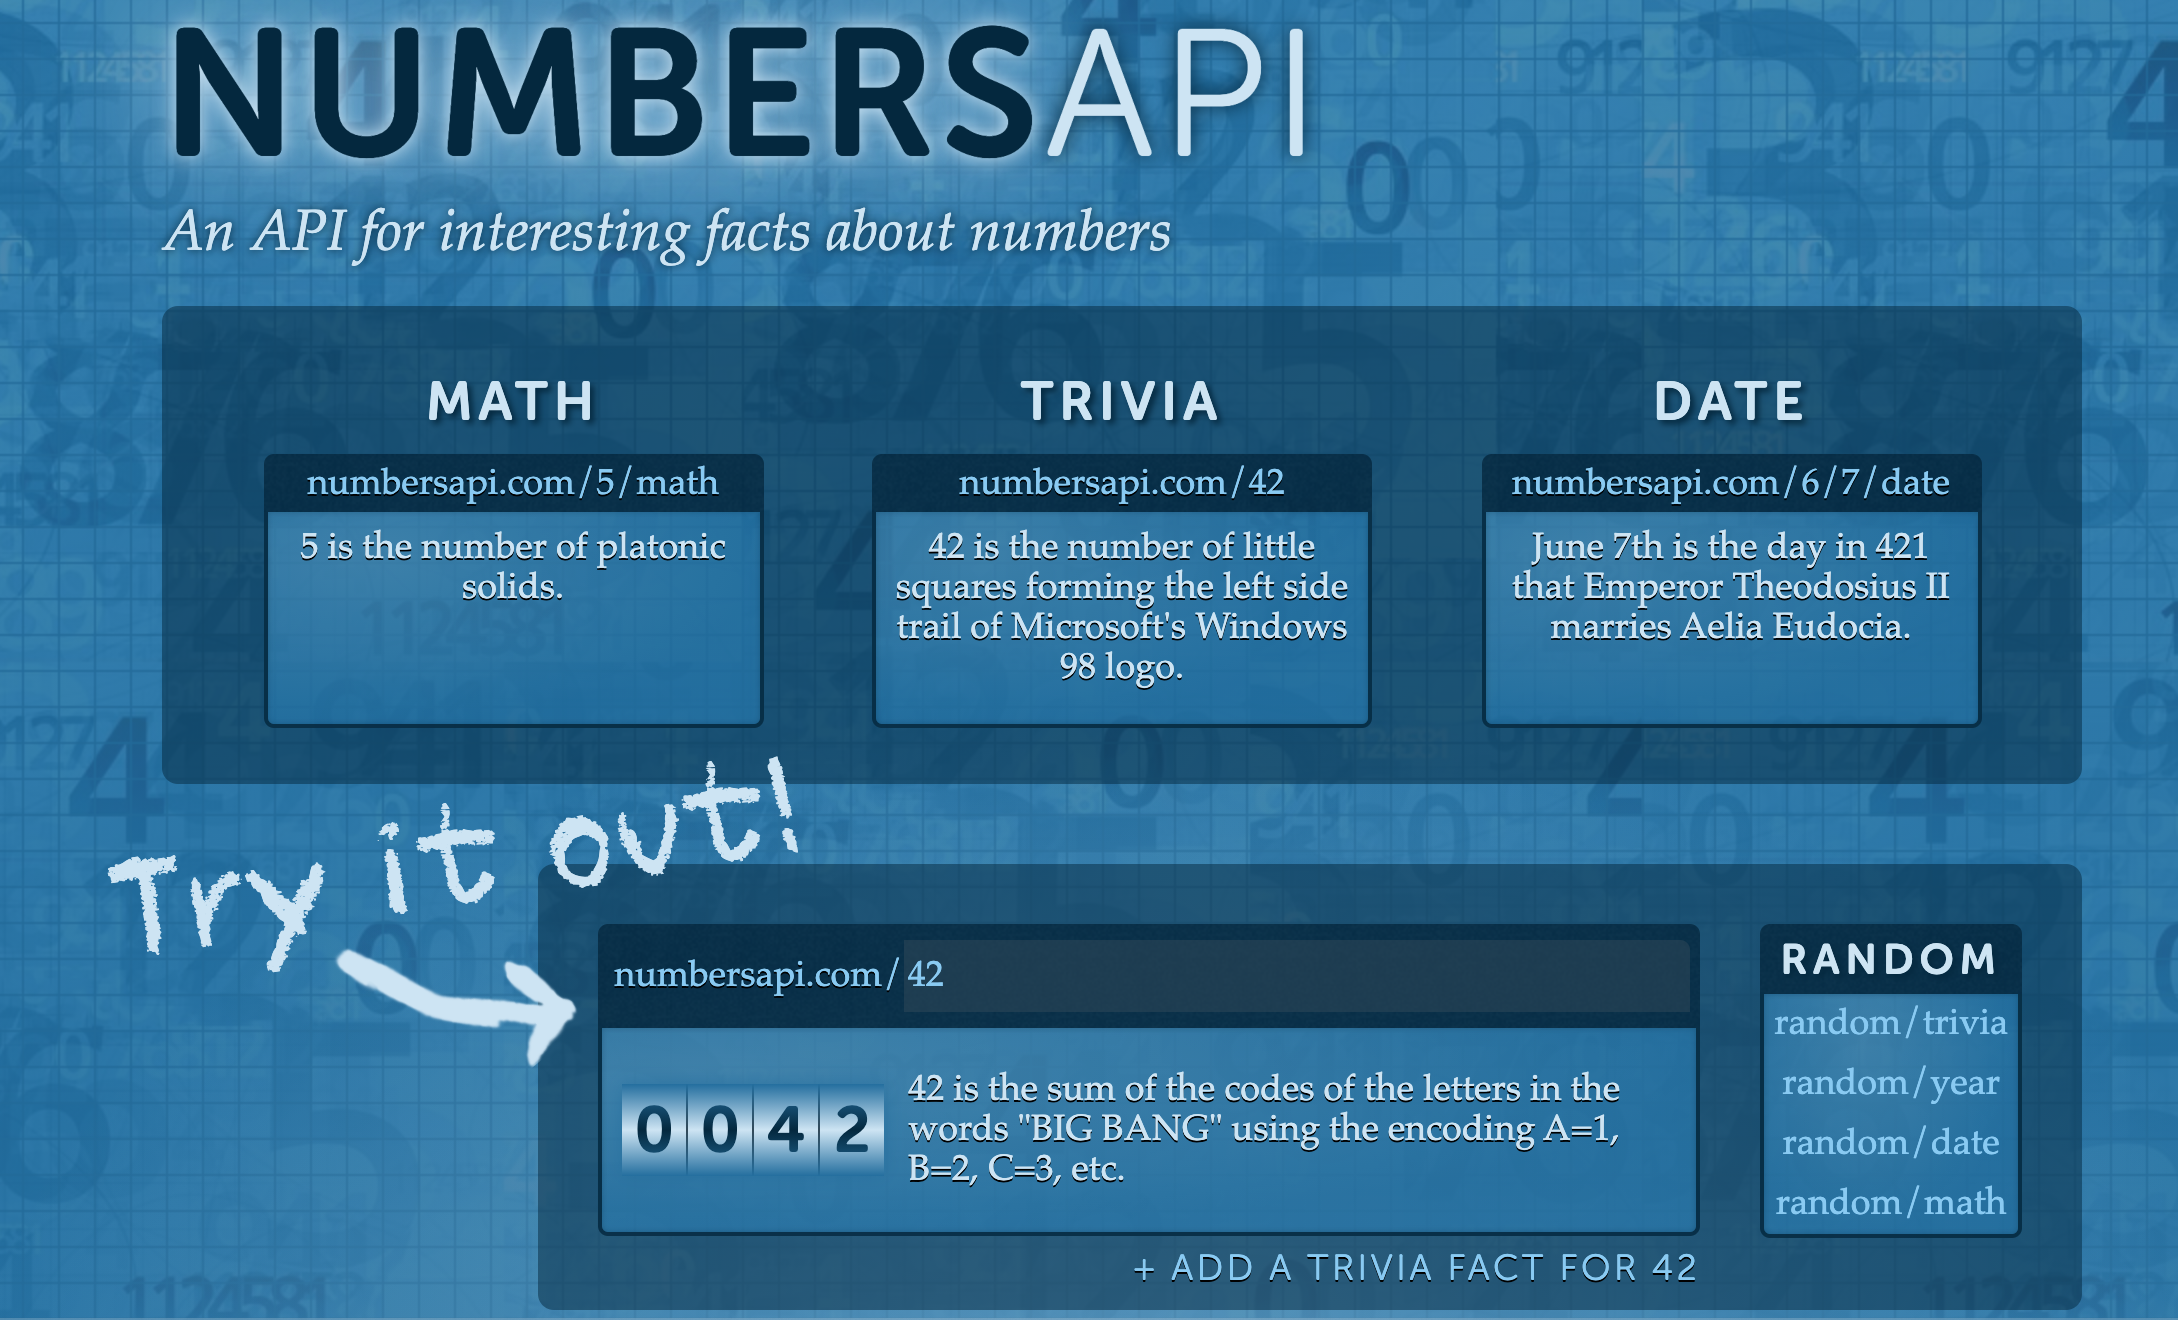 NUMBERSAPI
An API for interesting facts about numbers
MATH
numbersapi.com/5/math
5 is the number of platonic
solids.
TRIVIA
numbersapi.com/42
42 is the number of little
squares forming the left side
trail of Microsoft's Windows
98 logo.
DATE
numbersapi.com/6/7/date
June 7th is the day in 421
that Emperor Theodosius II
marries Aelia Eudocia.
Try it out!
numbersapi.com/42
0042
42 is the sum of the codes of the letters in the
words "BIG BANG" using the encoding A=1,
B=2, C=3, etc.
+ ADD A TRIVIA FACT FOR 42
RANDOM
random/trivia
random/year
random/date
random/math